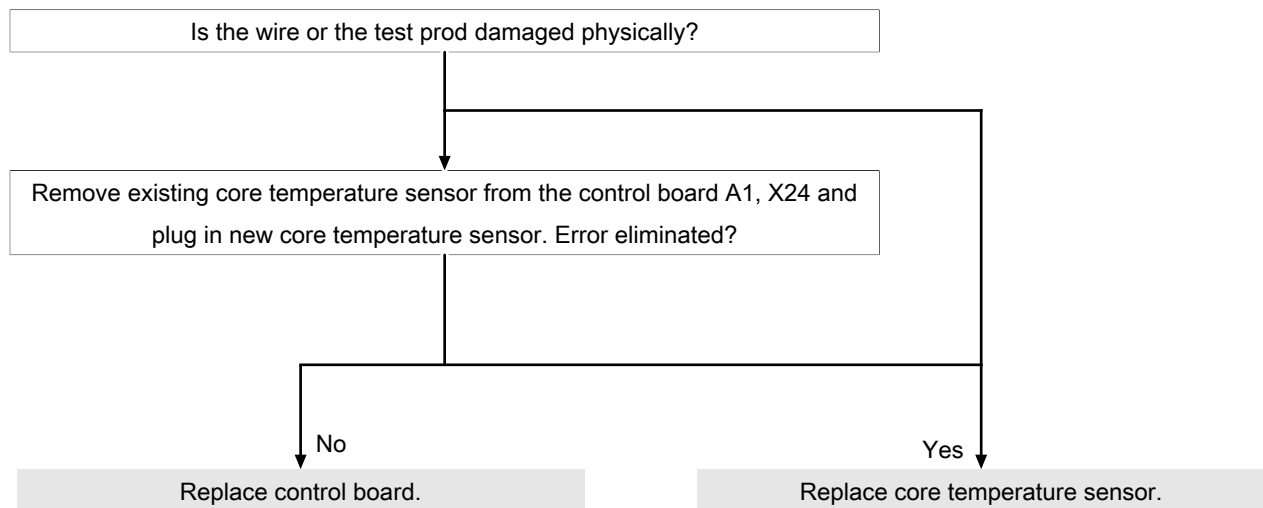 Is the wire or the test prod damaged physically?
Remove existing core temperature sensor from the control board A1, X24 and
plug in new core temperature sensor. Error eliminated?
No
Yes
Replace control board.
Replace core temperature sensor.